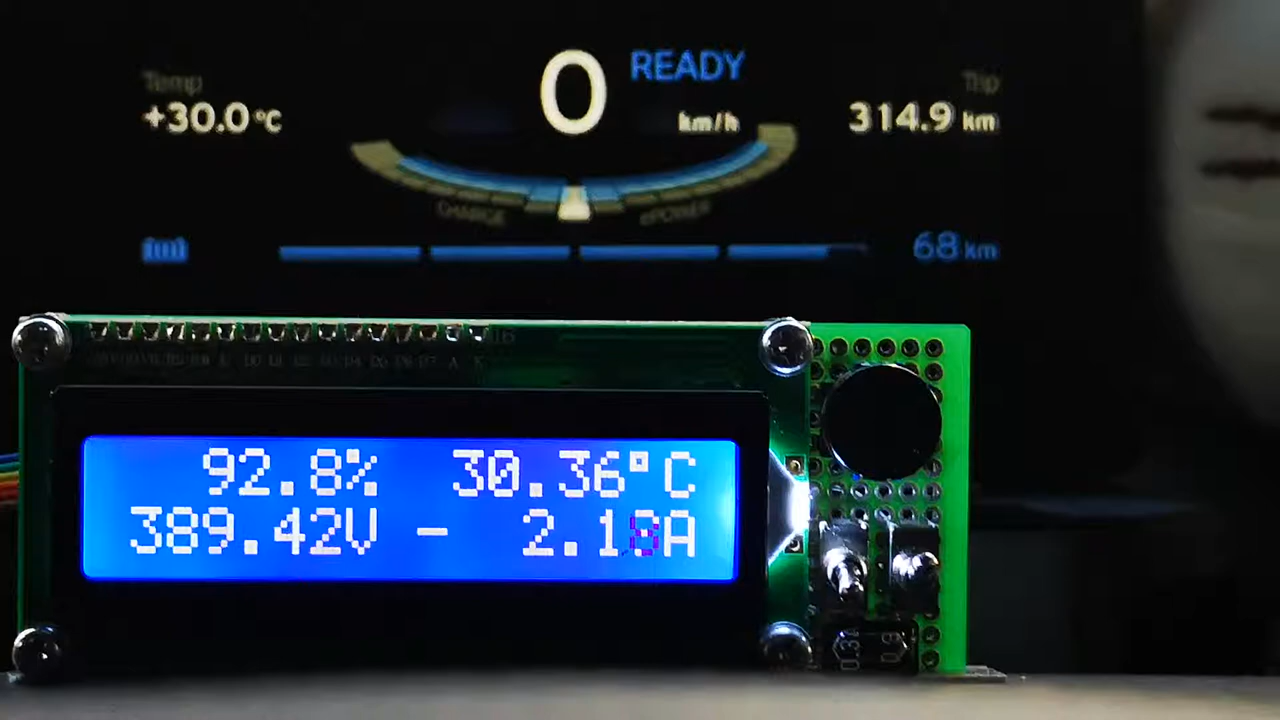 0 READY
Temp Trip
+30.0 °C km/h 314.9 km
CHARGE ePOWER
68 km
92.8% 30.36°C
389.42V - 2.18A